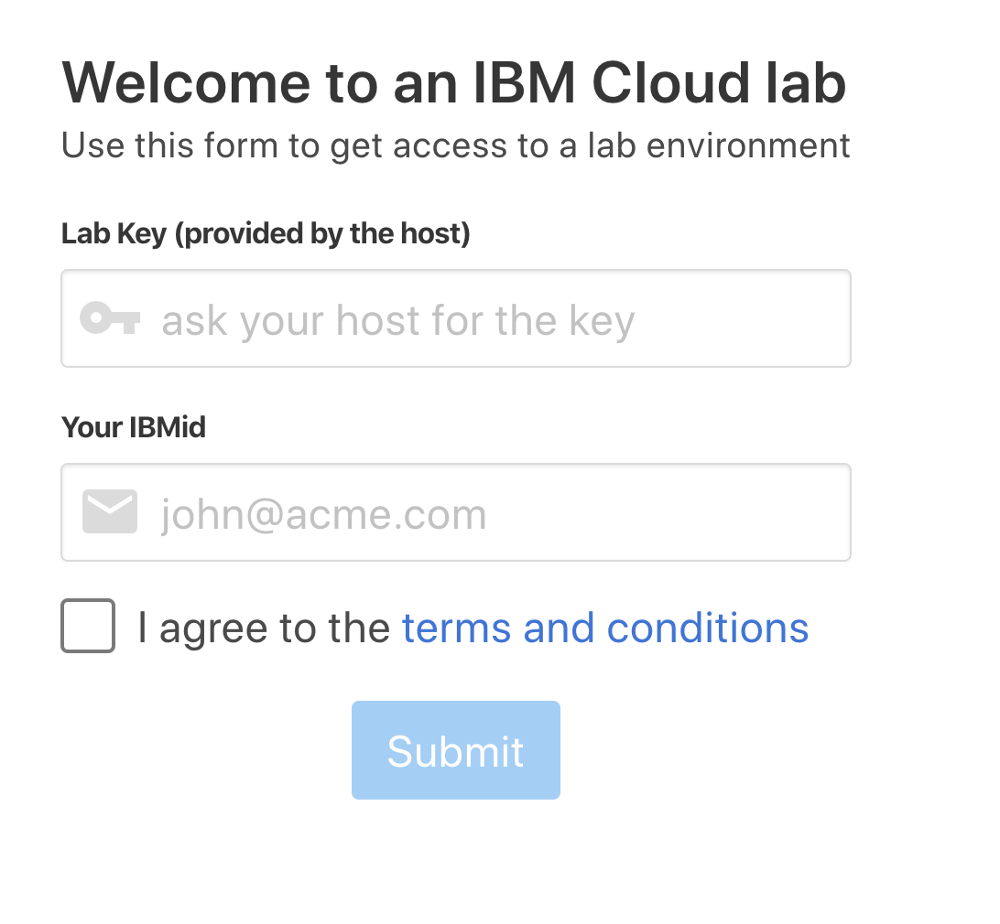 Welcome to an IBM Cloud lab
Use this form to get access to a lab environment
Lab Key (provided by the host)
ask your host for the key
Your IBMid
john@acme.com
I agree to the terms and conditions
Submit